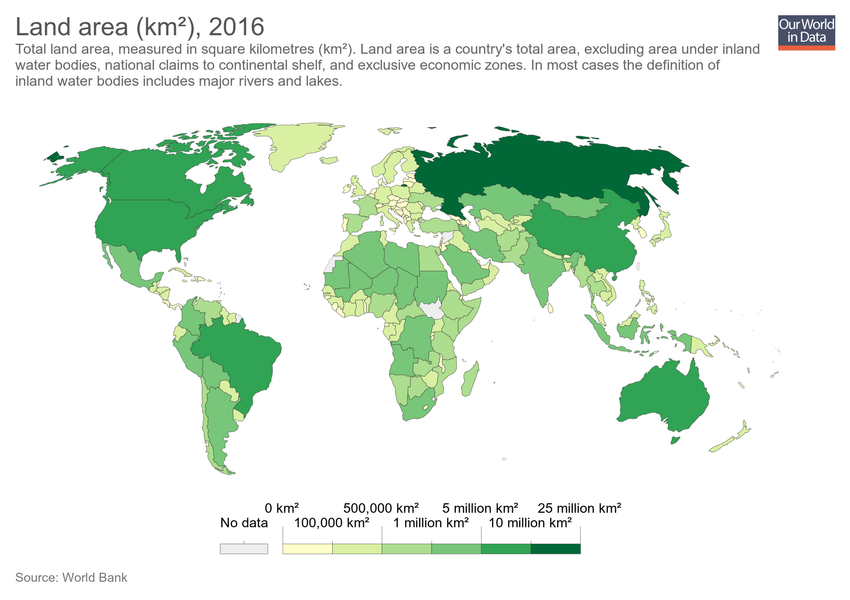 Land area (km²), 2016
Our World
in Data
Total land area, measured in square kilometres (km²). Land area is a country's total area, excluding area under inland
water bodies, national claims to continental shelf, and exclusive economic zones. In most cases the definition of
inland water bodies includes major rivers and lakes.
0 km² 500,000 km² 5 million km² 25 million km²
No data 100,000 km² 1 million km² 10 million km²
Source: World Bank